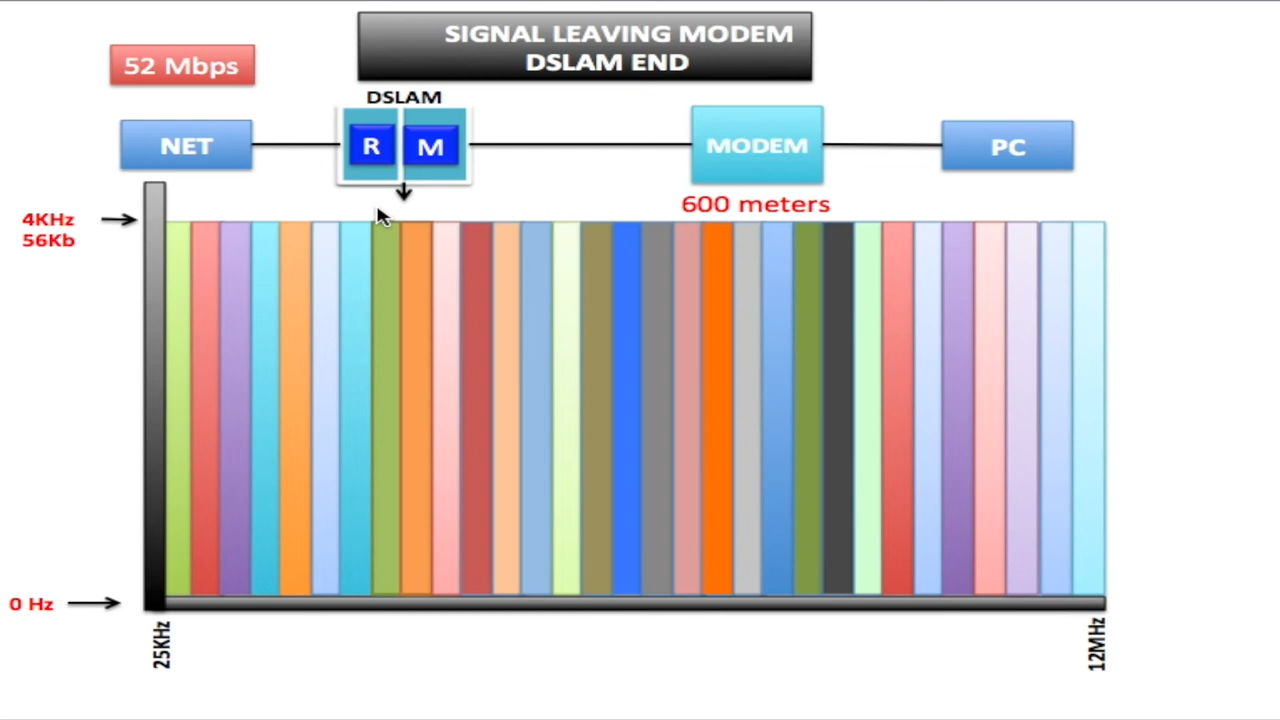 SIGNAL LEAVING MODEM
DSLAM END
52 Mbps
DSLAM
NET
R
M
MODEM
PC
600 meters
4KHz
56Kb
0 Hz
25KHz
12MHz